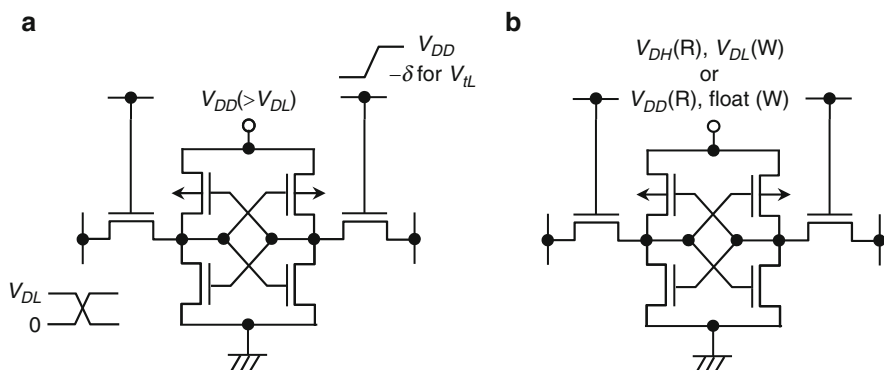 a
V_DD
−δ for V_tL
V_DD(>V_DL)
V_DL
0
b
V_DH(R), V_DL(W)
or
V_DD(R), float (W)